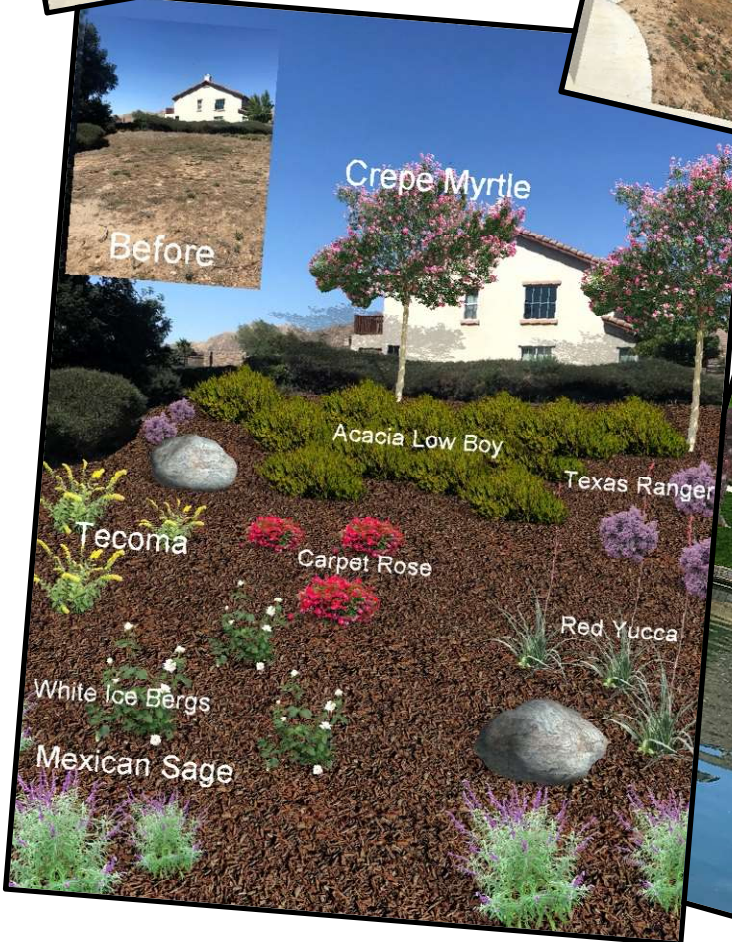 Before
Crepe Myrtle
Acacia Low Boy
Texas Ranger
Tecoma
Carpet Rose
Red Yucca
White Ice Bergs
Mexican Sage